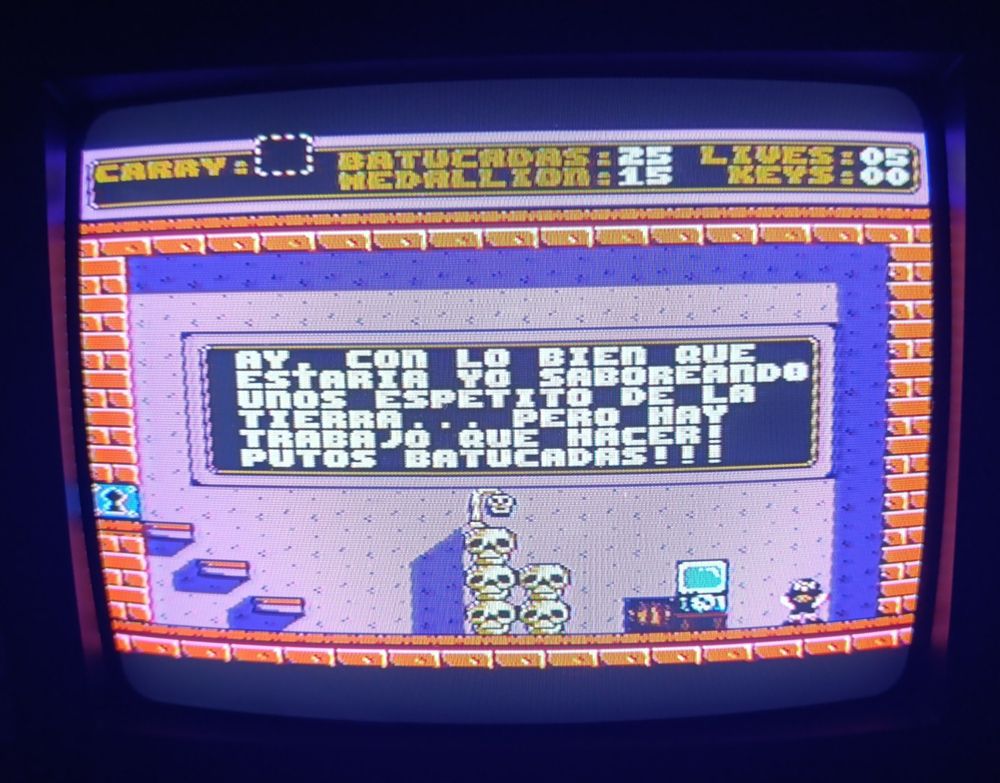 CARRY: BATUCADAS:25 LIVES:05
MEDALLION:15 KEYS:00
AY, CON LO BIEN QUE
ESTARIA YO SABOREANDO
UNOS ESPETITO DE LA
TIERRA... PERO HAY
TRABAJO QUE HACER!
PUTOS BATUCADAS!!!